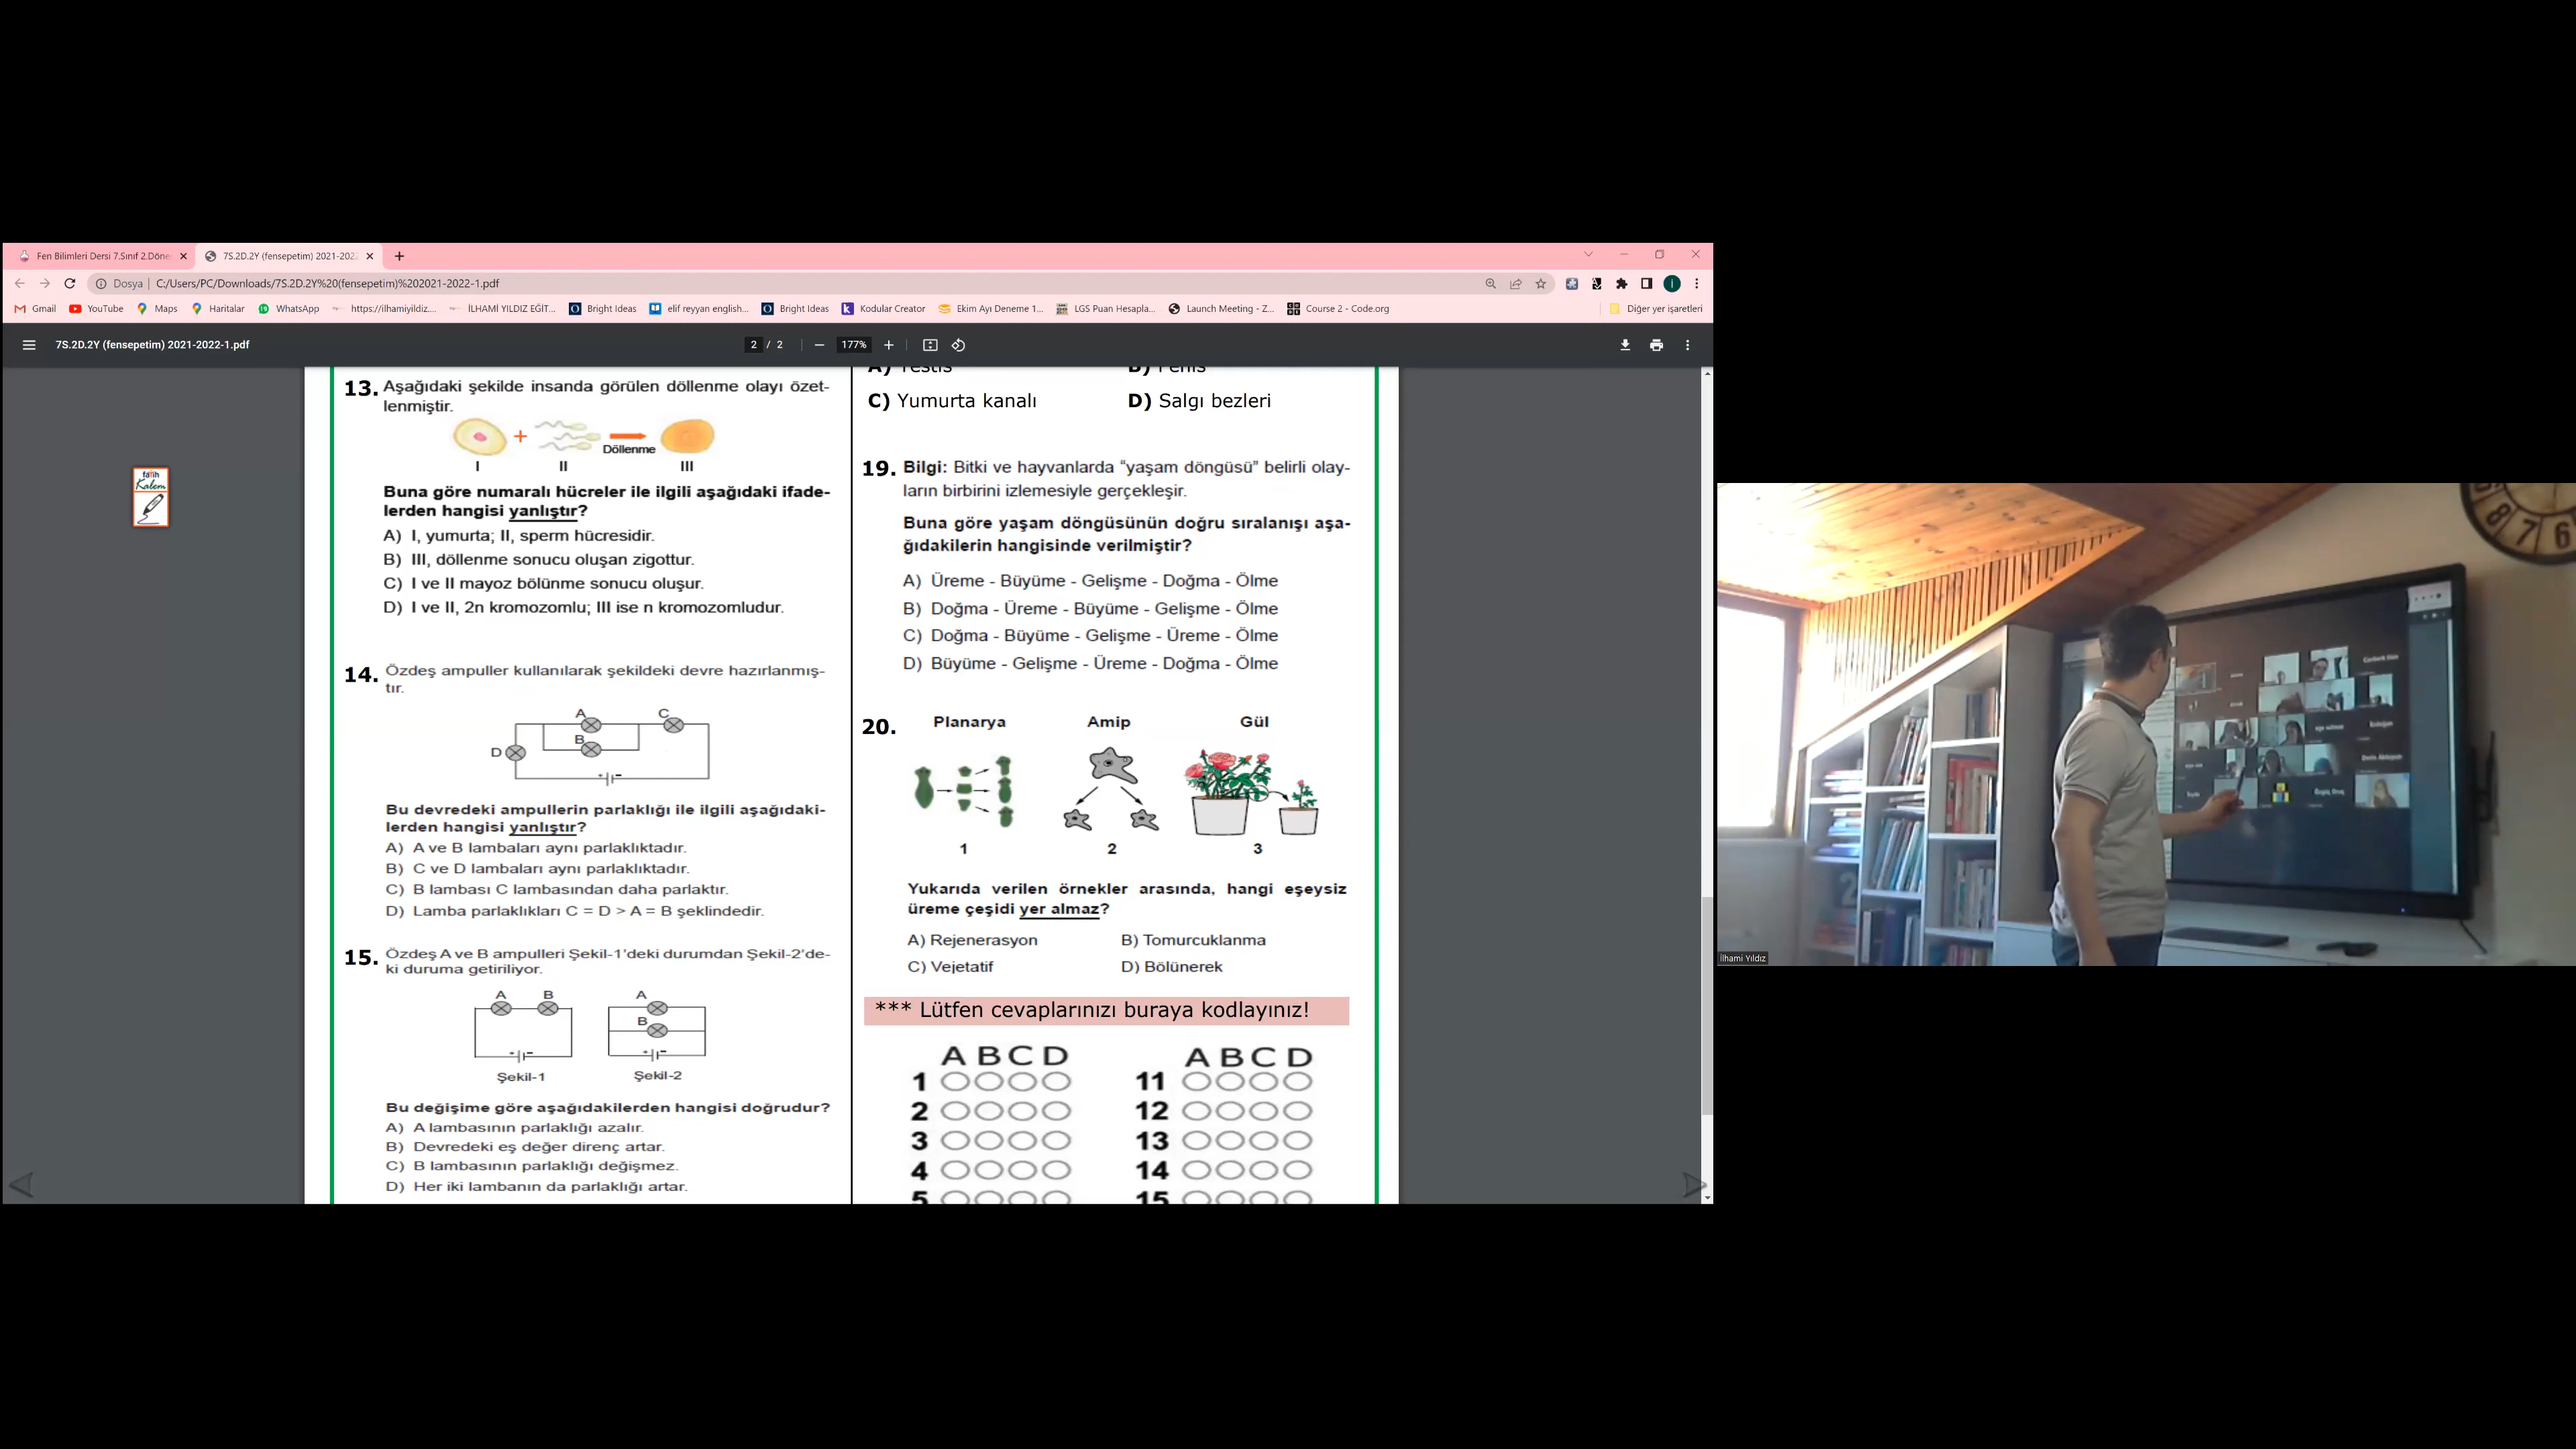 Fen Bilimleri Dersi 7.Sınıf 2.Döne
7S.2D.2Y (fensepetim) 2021-202
Dosya | C:/Users/PC/Downloads/7S.2D.2Y%20(fensepetim)%202021-2022-1.pdf
Gmail YouTube Maps Haritalar WhatsApp https://ilhamiyildiz.... İLHAMİ YILDIZ EĞİT... Bright Ideas elif reyyan english... Bright Ideas Kodular Creator Ekim Ayı Deneme 1... LGS Puan Hesapla... Launch Meeting - Z... Course 2 - Code.org Diğer yer işaretleri
7S.2D.2Y (fensepetim) 2021-2022-1.pdf 2 / 2 177%
fatih
Kalem
13. Aşağıdaki şekilde insanda görülen döllenme olayı özet-
lenmiştir.
Döllenme
I II III
Buna göre numaralı hücreler ile ilgili aşağıdaki ifade-
lerden hangisi yanlıştır?
A) I, yumurta; II, sperm hücresidir.
B) III, döllenme sonucu oluşan zigottur.
C) I ve II mayoz bölünme sonucu oluşur.
D) I ve II, 2n kromozomlu; III ise n kromozomludur.
14. Özdeş ampuller kullanılarak şekildeki devre hazırlanmış-
tır.
A C
B
D
Bu devredeki ampullerin parlaklığı ile ilgili aşağıdaki-
lerden hangisi yanlıştır?
A) A ve B lambaları aynı parlaklıktadır.
B) C ve D lambaları aynı parlaklıktadır.
C) B lambası C lambasından daha parlaktır.
D) Lamba parlaklıkları C = D > A = B şeklindedir.
15. Özdeş A ve B ampulleri Şekil-1'deki durumdan Şekil-2'de-
ki duruma getiriliyor.
A B A
B
Şekil-1 Şekil-2
Bu değişime göre aşağıdakilerden hangisi doğrudur?
A) A lambasının parlaklığı azalır.
B) Devredeki eş değer direnç artar.
C) B lambasının parlaklığı değişmez.
D) Her iki lambanın da parlaklığı artar.
A) Testis B) Penis
C) Yumurta kanalı D) Salgı bezleri
19. Bilgi: Bitki ve hayvanlarda “yaşam döngüsü” belirli olay-
ların birbirini izlemesiyle gerçekleşir.
Buna göre yaşam döngüsünün doğru sıralanışı aşa-
ğıdakilerin hangisinde verilmiştir?
A) Üreme - Büyüme - Gelişme - Doğma - Ölme
B) Doğma - Üreme - Büyüme - Gelişme - Ölme
C) Doğma - Büyüme - Gelişme - Üreme - Ölme
D) Büyüme - Gelişme - Üreme - Doğma - Ölme
20. Planarya Amip Gül
1 2 3
Yukarıda verilen örnekler arasında, hangi eşeysiz
üreme çeşidi yer almaz?
A) Rejenerasyon B) Tomurcuklanma
C) Vejetatif D) Bölünerek
*** Lütfen cevaplarınızı buraya kodlayınız!
A B C D A B C D
1 11
2 12
3 13
4 14
5 15
8 7 6
İlhami Yıldız